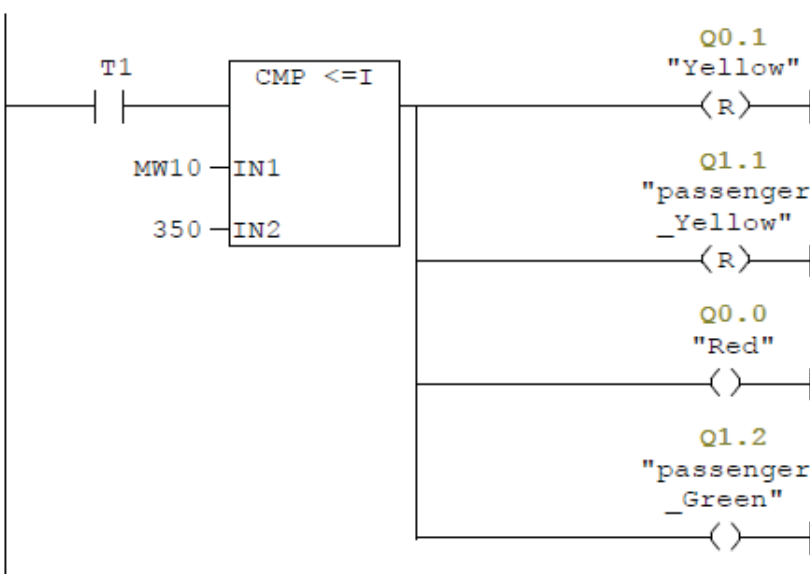 Q0.1
"Yellow"
T1
CMP <=I
(R)
Q1.1
MW10
IN1
"passenger
_Yellow"
350
IN2
(R)
Q0.0
"Red"
( )
Q1.2
"passenger
_Green"
( )